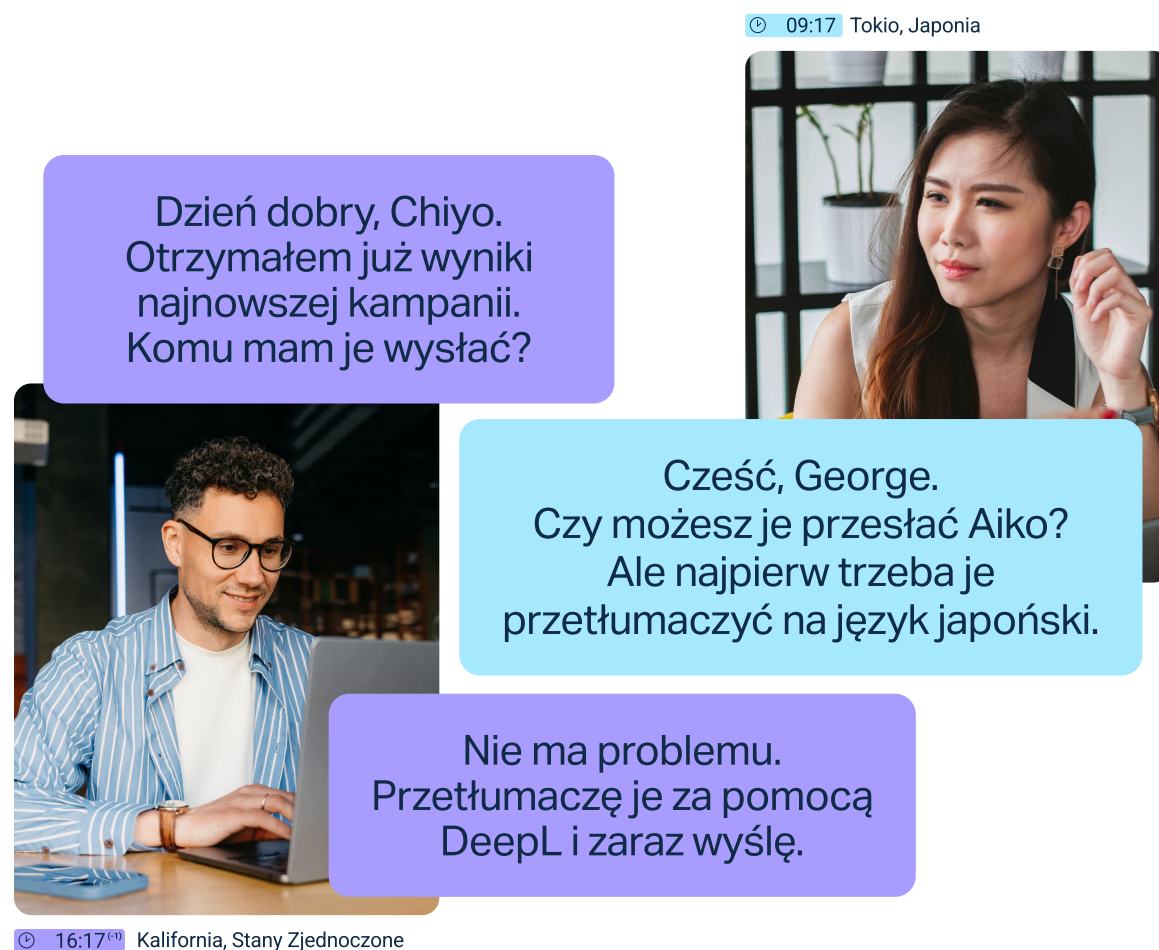 09:17 Tokio, Japonia
Dzień dobry, Chiyo.
Otrzymałem już wyniki
najnowszej kampanii.
Komu mam je wysłać?
Cześć, George.
Czy możesz je przesłać Aiko?
Ale najpierw trzeba je
przetłumaczyć na język japoński.
Nie ma problemu.
Przetłumaczę je za pomocą
DeepL i zaraz wyślę.
16:17(-1) Kalifornia, Stany Zjednoczone